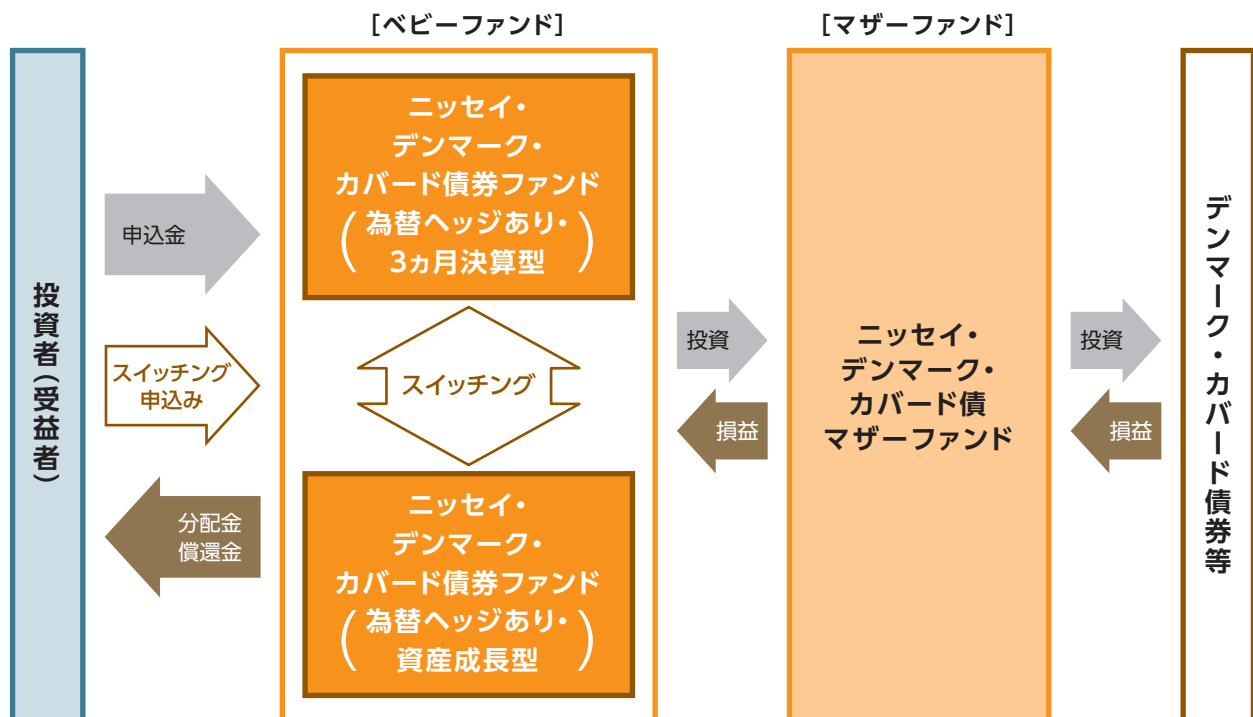 [ベビーファンド]
[マザーファンド]
投資者(受益者)
申込金
スイッチング
申込み
分配金
償還金
ニッセイ・
デンマーク・
カバード債券ファンド
(為替ヘッジあり・
3ヵ月決算型)
スイッチング
ニッセイ・
デンマーク・
カバード債券ファンド
(為替ヘッジあり・
資産成長型)
投資
損益
ニッセイ・
デンマーク・
カバード債
マザーファンド
投資
損益
デンマーク・カバード債券等